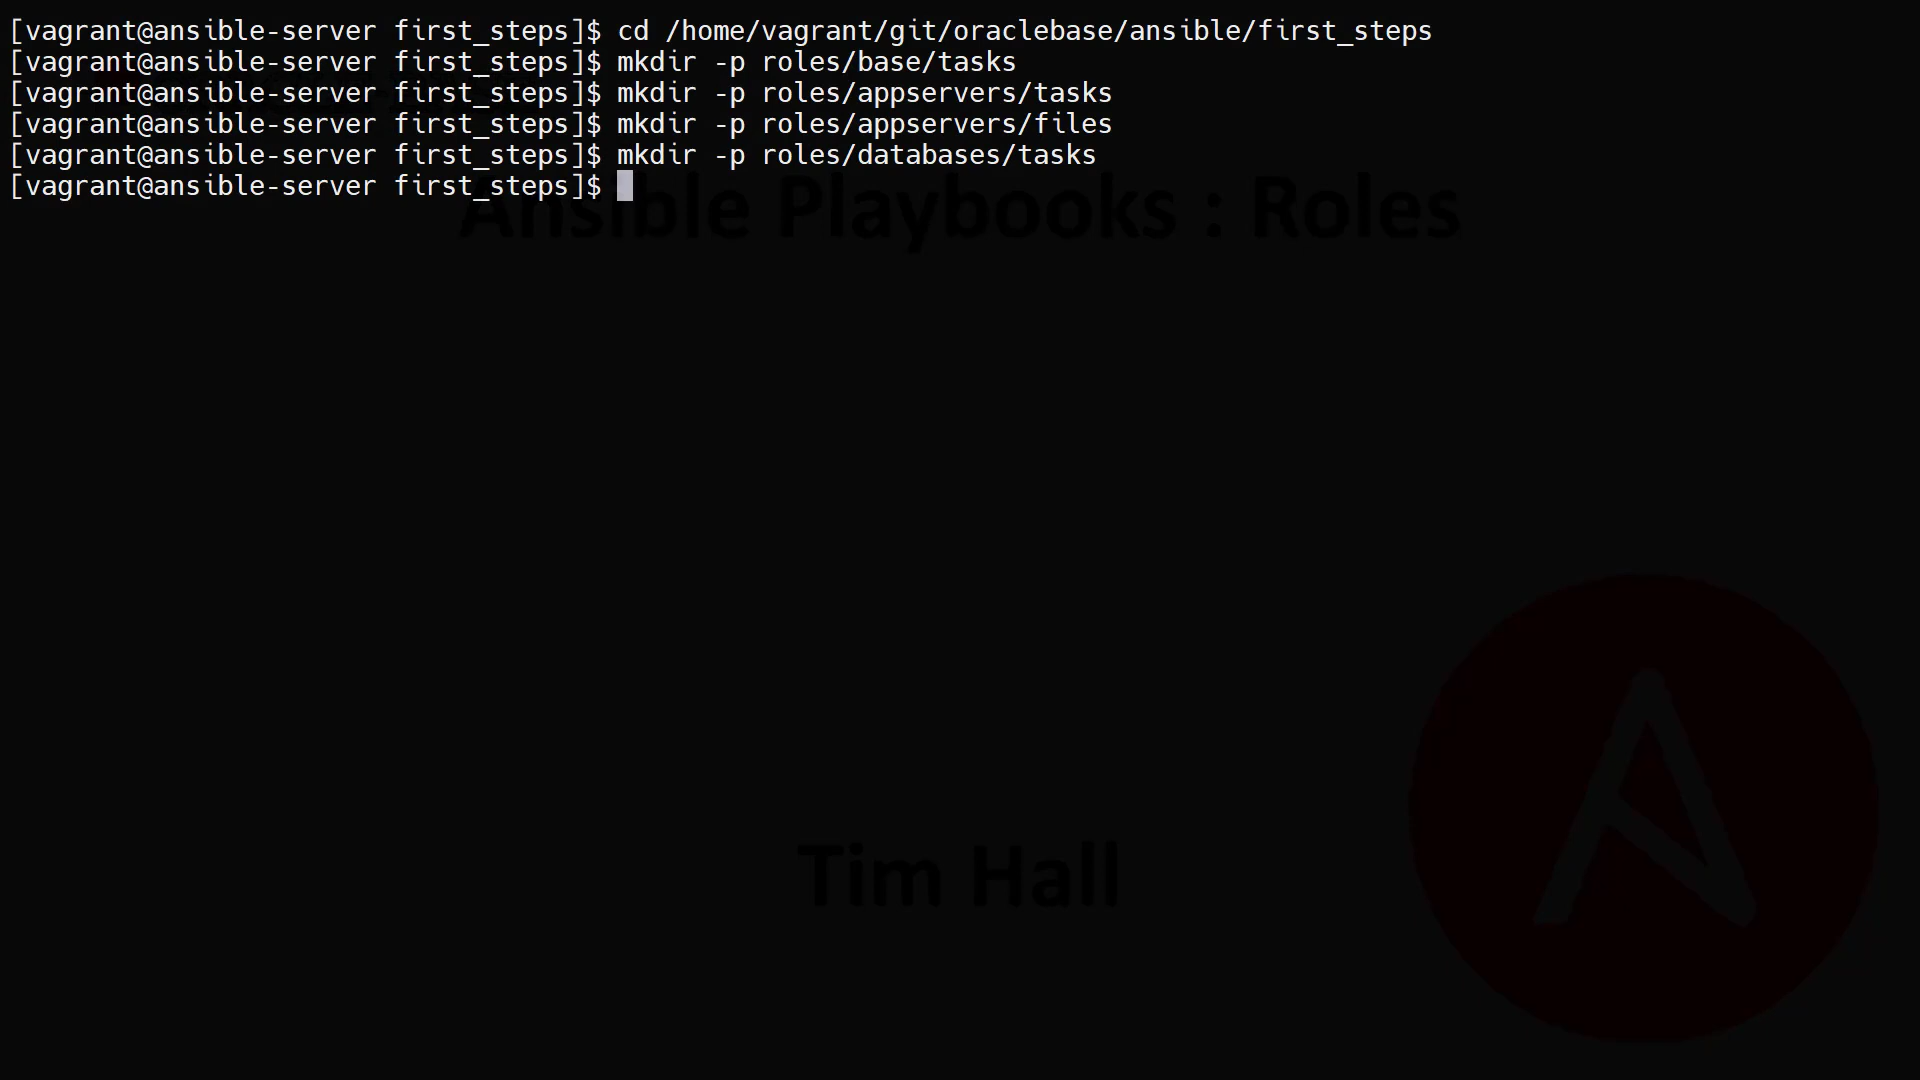 [vagrant@ansible-server first_steps]$ cd /home/vagrant/git/oraclebase/ansible/first_steps
[vagrant@ansible-server first_steps]$ mkdir -p roles/base/tasks
[vagrant@ansible-server first_steps]$ mkdir -p roles/appservers/tasks
[vagrant@ansible-server first_steps]$ mkdir -p roles/appservers/files
[vagrant@ansible-server first_steps]$ mkdir -p roles/databases/tasks
[vagrant@ansible-server first_steps]$
Ansible Playbooks : Roles
Tim Hall